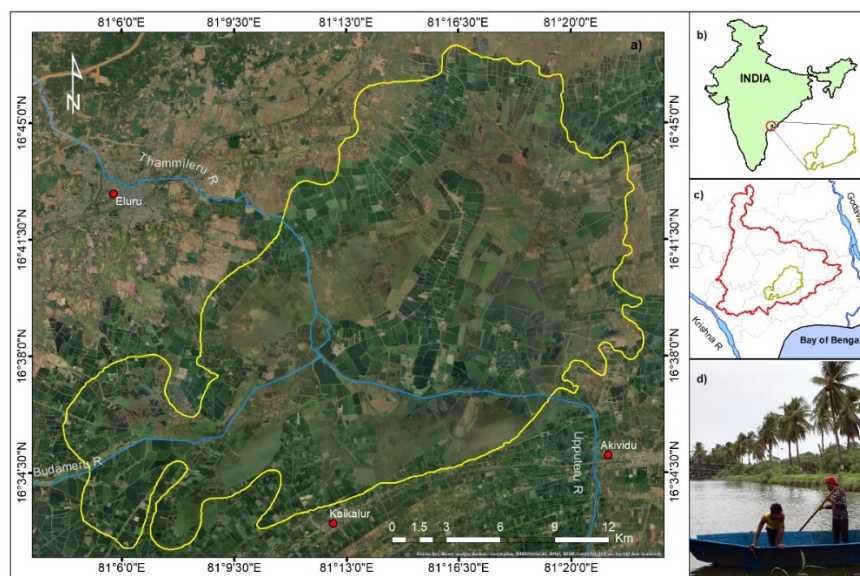 81°6'0"E 81°9'30"E 81°13'0"E 81°16'30"E 81°20'0"E
a)
N
16°45'0"N
16°41'30"N
16°38'0"N
16°34'30"N
Thammileru R
Eluru
Budameru R
Upputeru R
Akividu
Kaikalur
0 1.5 3 6 9 12
Km
16°45'0"N
16°41'30"N
16°38'0"N
16°34'30"N
81°6'0"E 81°9'30"E 81°13'0"E 81°16'30"E 81°20'0"E
b)
INDIA
c)
Krishna R
Bay of Benga
d)